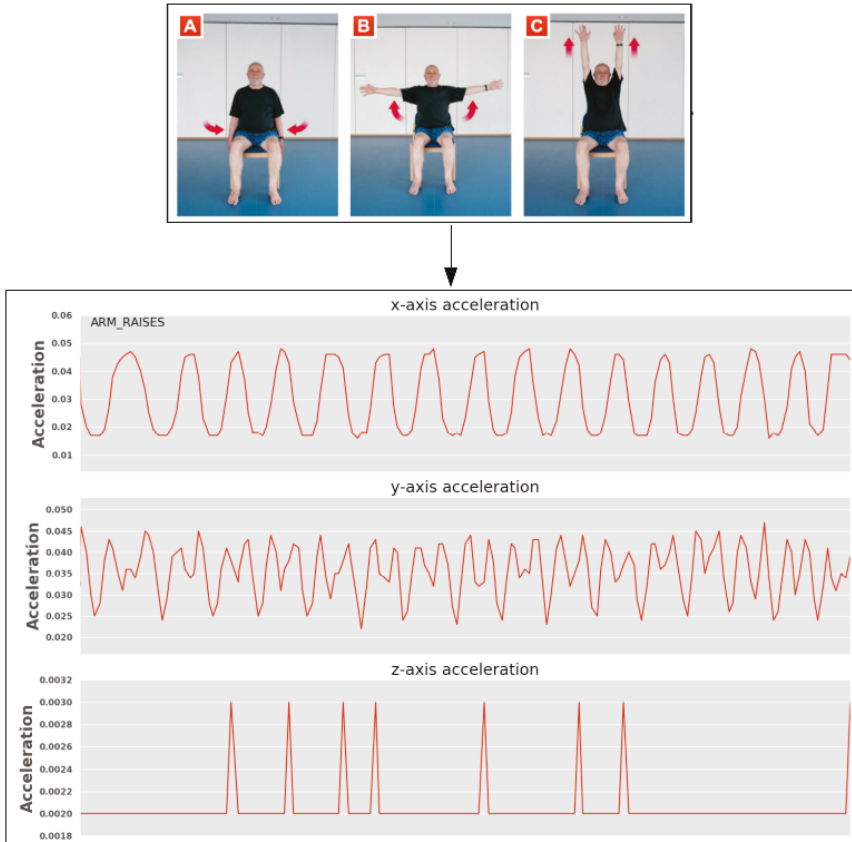 A
B
C
x-axis acceleration
ARM_RAISES
Acceleration
0.06
0.05
0.04
0.03
0.02
0.01
y-axis acceleration
Acceleration
0.050
0.045
0.040
0.035
0.030
0.025
0.020
z-axis acceleration
Acceleration
0.0032
0.0030
0.0028
0.0026
0.0024
0.0022
0.0020
0.0018